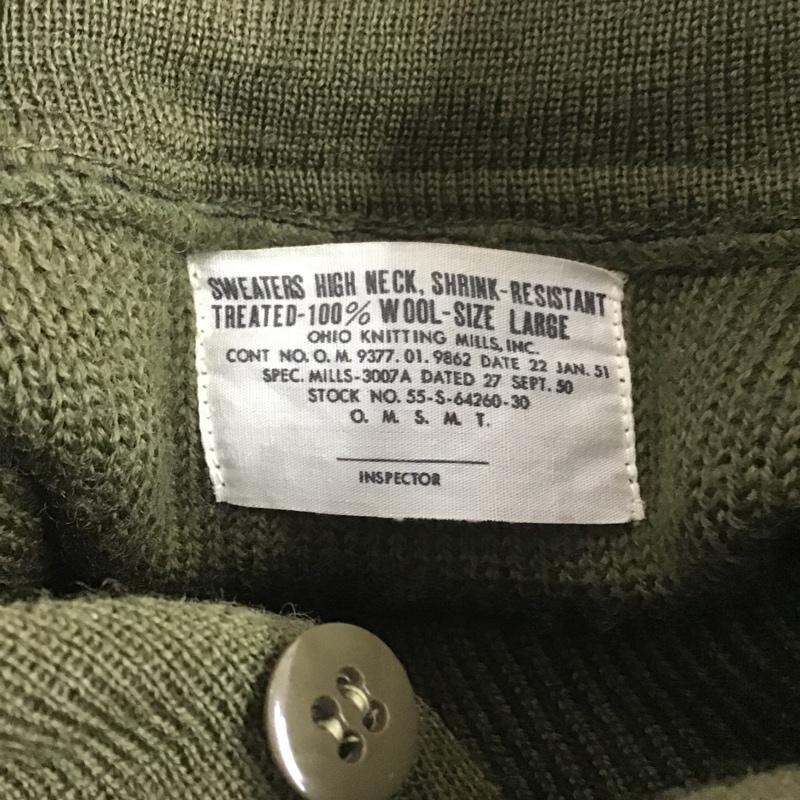 SWEATERS HIGH NECK, SHRINK-RESISTANT
TREATED-100% WOOL-SIZE LARGE
OHIO KNITTING MILLS, INC.
CONT NO. O. M. 9377. 01. 9862 DATE 22 JAN. 51
SPEC. MILLS-3007A DATED 27 SEPT. 50
STOCK NO. 55-S-64260-30
O. M. S. M. T.
INSPECTOR